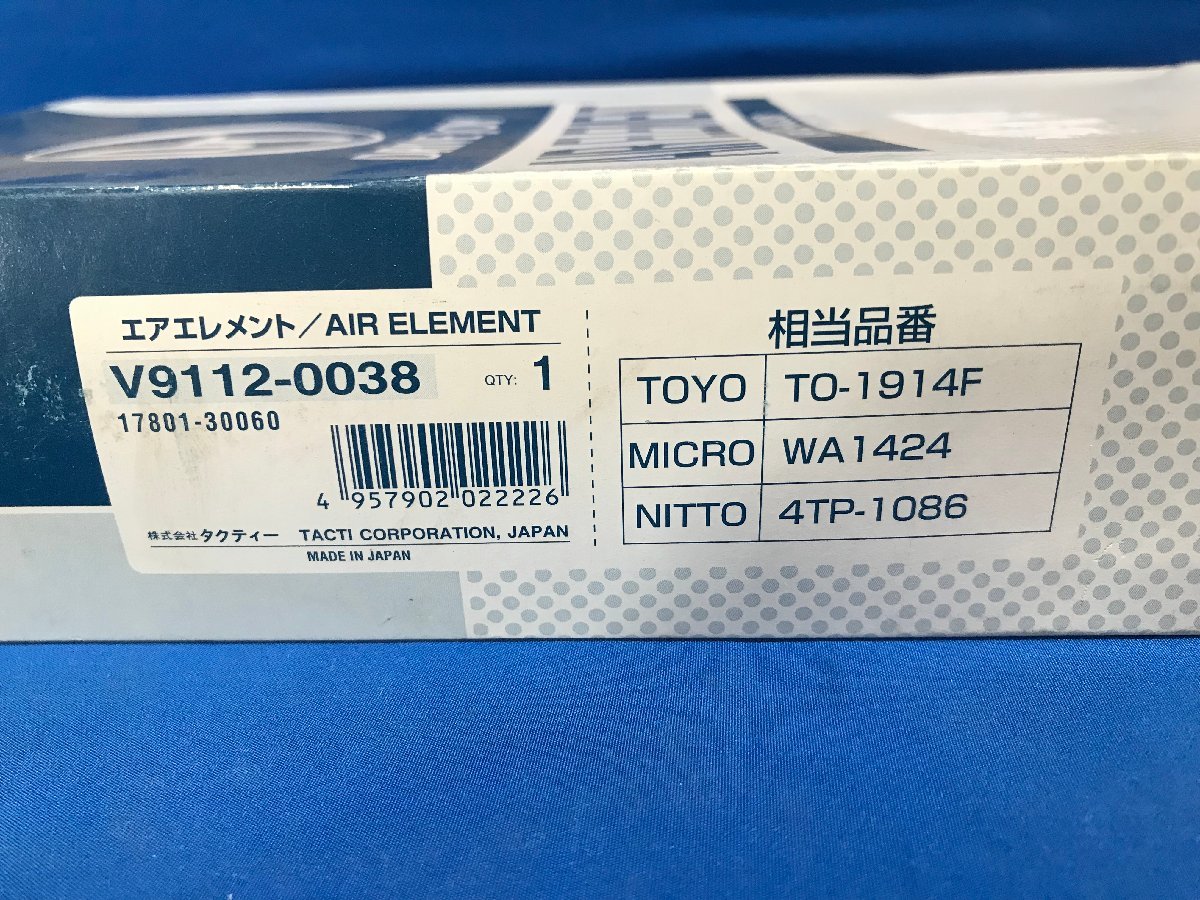 エアエレメント/AIR ELEMENT
V9112-0038 QTY: 1
17801-30060
4 957902 022226
株式会社タクティー TACTI CORPORATION, JAPAN
MADE IN JAPAN
相当品番
TOYO TO-1914F
MICRO WA1424
NITTO 4TP-1086